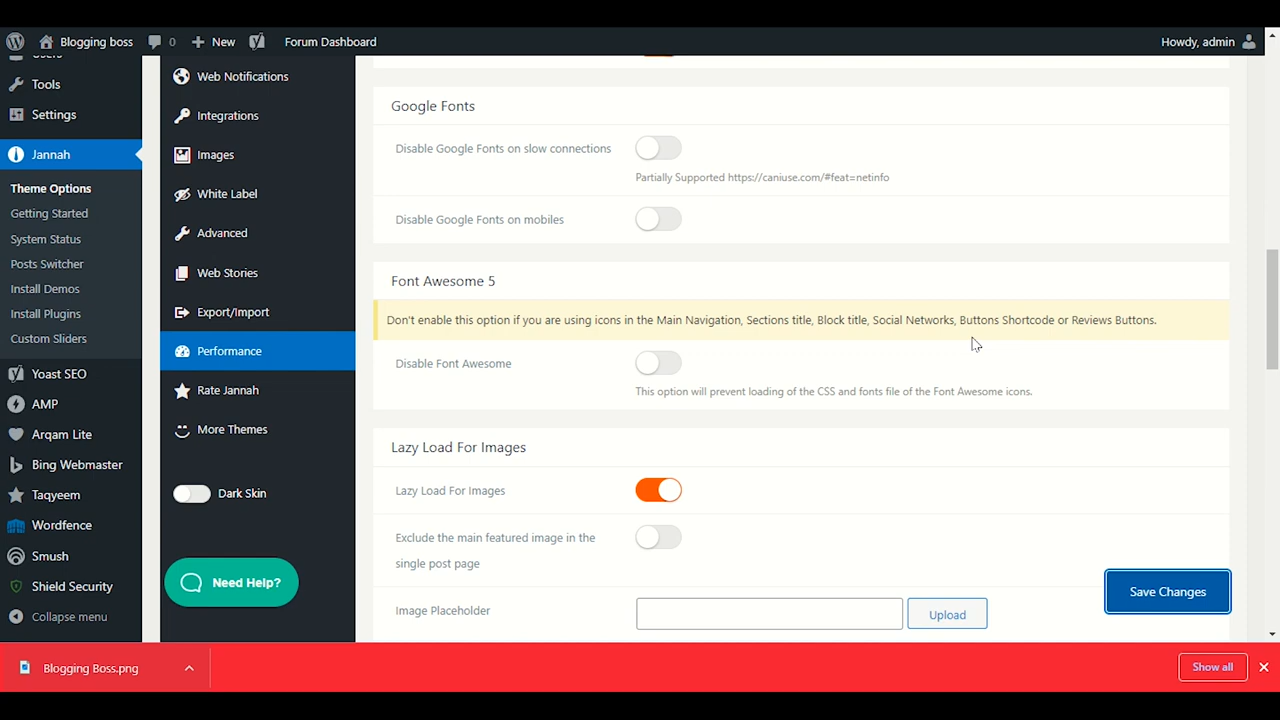 Blogging boss 0 New Forum Dashboard Howdy, admin
Users
Tools
Settings
Jannah
Theme Options
Getting Started
System Status
Posts Switcher
Install Demos
Install Plugins
Custom Sliders
Yoast SEO
AMP
Arqam Lite
Bing Webmaster
Taqyeem
Wordfence
Smush
Shield Security
Collapse menu
Web Notifications
Integrations
Images
White Label
Advanced
Web Stories
Export/Import
Performance
Rate Jannah
More Themes
Dark Skin
Need Help?
Google Fonts
Disable Google Fonts on slow connections
Partially Supported https://caniuse.com/#feat=netinfo
Disable Google Fonts on mobiles
Font Awesome 5
Don't enable this option if you are using icons in the Main Navigation, Sections title, Block title, Social Networks, Buttons Shortcode or Reviews Buttons.
Disable Font Awesome
This option will prevent loading of the CSS and fonts file of the Font Awesome icons.
Lazy Load For Images
Lazy Load For Images
Exclude the main featured image in the
single post page
Image Placeholder
Upload
Save Changes
Blogging Boss.png
Show all